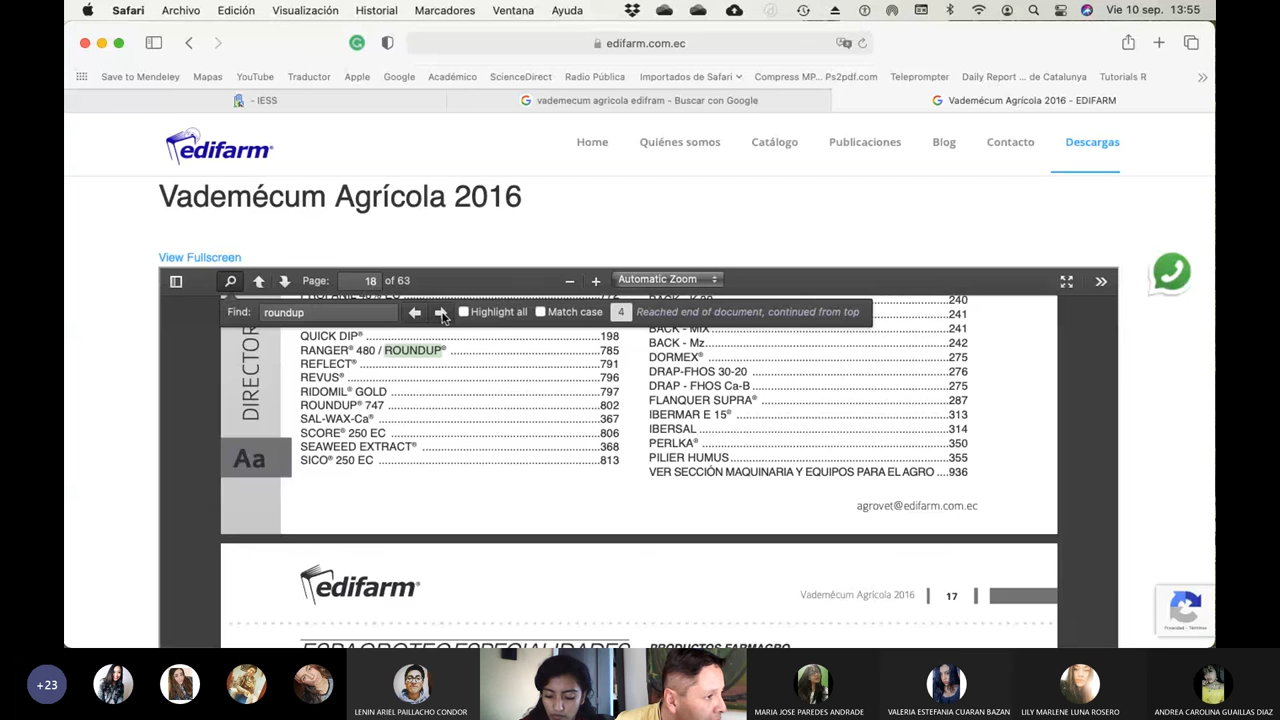 Safari Archivo Edición Visualización Historial Marcadores Ventana Ayuda Vie 10 sep. 13:55
edifarm.com.ec
Save to Mendeley Mapas YouTube Traductor Apple Google Académico ScienceDirect Radio Pública Importados de Safari Compress MP... Ps2pdf.com Teleprompter Daily Report ... de Catalunya Tutorials R
- IESS
vademecum agricola edifram - Buscar con Google
Vademécum Agrícola 2016 - EDIFARM
edifarm
Home Quiénes somos Catálogo Publicaciones Blog Contacto Descargas
Vademécum Agrícola 2016
View Fullscreen
Page: 18 of 63 Automatic Zoom
Find: roundup Highlight all Match case 4 Reached end of document, continued from top
DIRECTOR
Aa
QUICK DIP® 198
RANGER® 480 / ROUNDUP® 785
REFLECT® 791
REVUS® 796
RIDOMIL® GOLD 797
ROUNDUP® 747 802
SAL-WAX-Ca® 367
SCORE® 250 EC 806
SEAWEED EXTRACT® 368
SICO® 250 EC 813
240
241
BACK - MIX 241
BACK - Mz 242
DORMEX® 275
DRAP-FHOS 30-20 276
DRAP - FHOS Ca-B 275
FLANQUER SUPRA® 287
IBERMAR E 15® 313
IBERSAL 314
PERLKA® 350
PILIER HUMUS 355
VER SECCIÓN MAQUINARIA Y EQUIPOS PARA EL AGRO ....936
agrovet@edifarm.com.ec
edifarm®
Vademécum Agrícola 2016 17
PRODUCTOS FARMAGRO
+23
LENIN ARIEL PAILLACHO CONDOR
MARIA JOSE PAREDES ANDRADE
VALERIA ESTEFANIA CUARAN BAZAN
LILY MARLENE LUNA ROSERO
ANDREA CAROLINA GUAILLAS DIAZ